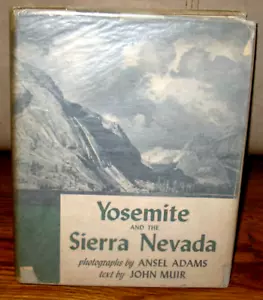 Yosemite
AND THE
Sierra Nevada
photographs by ANSEL ADAMS
text by JOHN MUIR